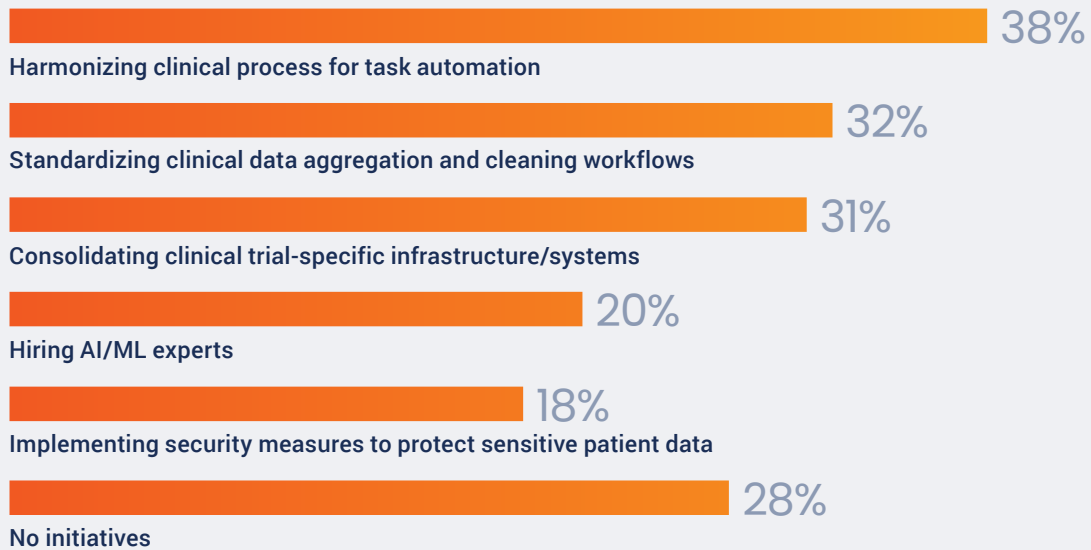 38%
Harmonizing clinical process for task automation
32%
Standardizing clinical data aggregation and cleaning workflows
31%
Consolidating clinical trial-specific infrastructure/systems
20%
Hiring AI/ML experts
18%
Implementing security measures to protect sensitive patient data
28%
No initiatives